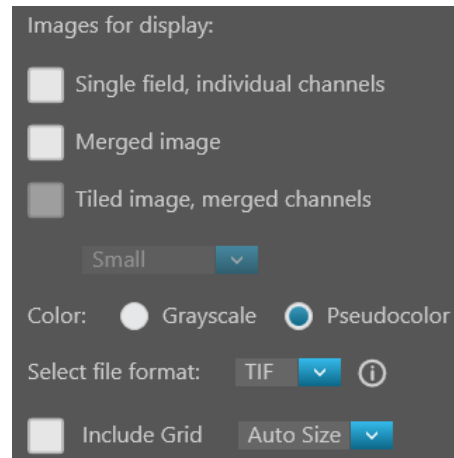 Images for display:
Single field, individual channels
Merged image
Tiled image, merged channels
Small
Color: Grayscale Pseudocolor
Select file format: TIF
Include Grid Auto Size